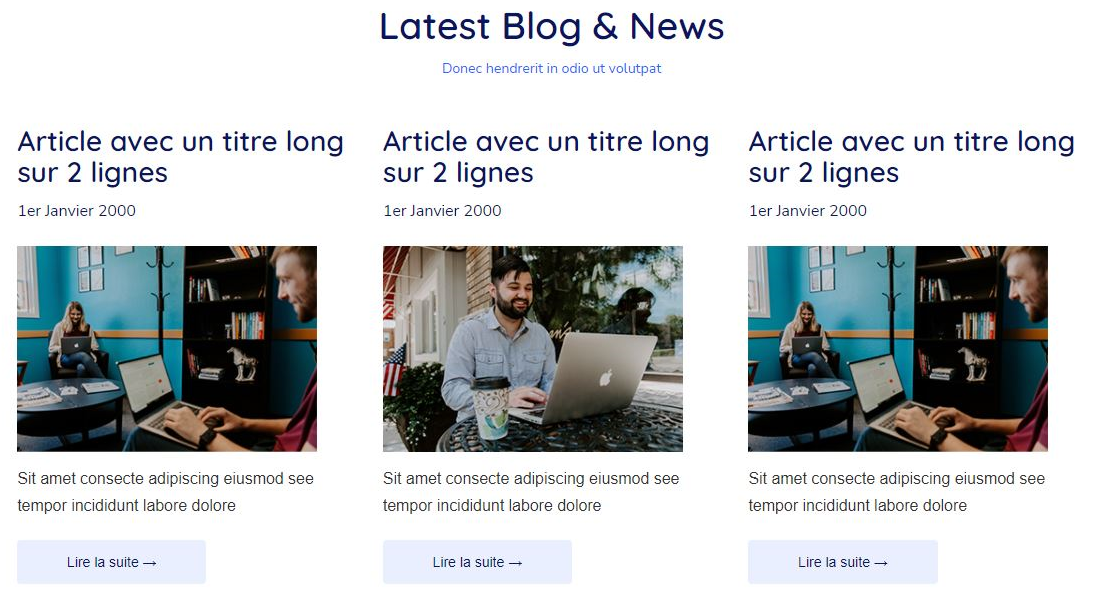 Latest Blog & News
Donec hendrerit in odio ut volutpat
Article avec un titre long
sur 2 lignes
1er Janvier 2000
Sit amet consecte adipiscing eiusmod see
tempor incididunt labore dolore
Lire la suite →
Article avec un titre long
sur 2 lignes
1er Janvier 2000
Sit amet consecte adipiscing eiusmod see
tempor incididunt labore dolore
Lire la suite →
Article avec un titre long
sur 2 lignes
1er Janvier 2000
Sit amet consecte adipiscing eiusmod see
tempor incididunt labore dolore
Lire la suite →